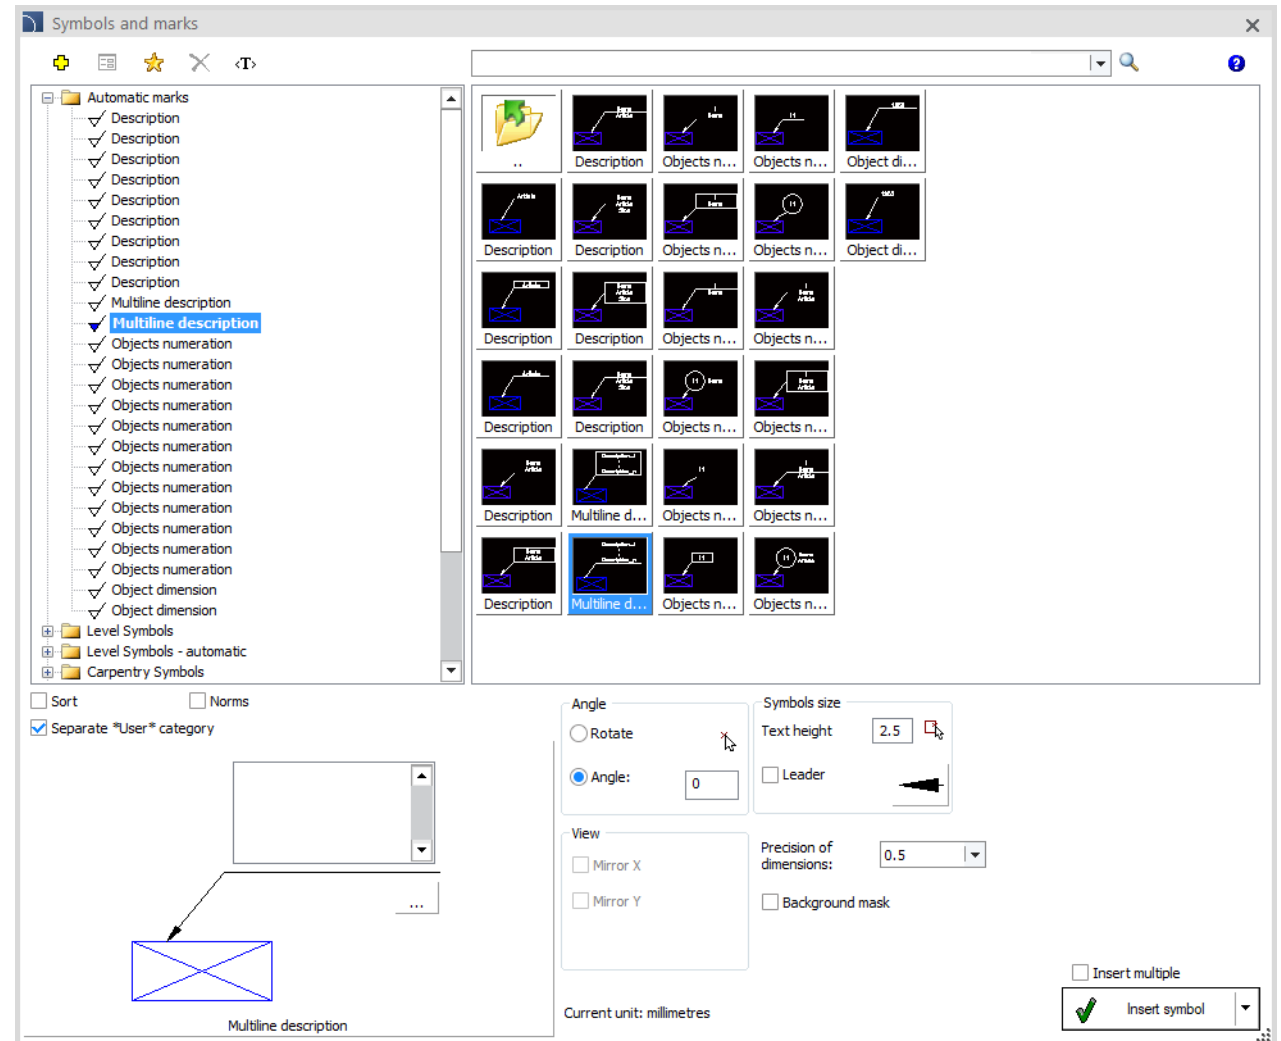 Symbols and marks
<T>
Automatic marks
Description
Description
Description
Description
Description
Description
Description
Description
Description
Multiline description
Multiline description
Objects numeration
Objects numeration
Objects numeration
Objects numeration
Objects numeration
Objects numeration
Objects numeration
Objects numeration
Objects numeration
Objects numeration
Objects numeration
Objects numeration
Object dimension
Object dimension
Level Symbols
Level Symbols - automatic
Carpentry Symbols
.. Description Objects n... Objects n... Object di...
Description Description Objects n... Objects n... Object di...
Description Description Objects n... Objects n...
Description Description Objects n... Objects n...
Description Multiline d... Objects n... Objects n...
Description Multiline d... Objects n... Objects n...
Sort Norms
Separate *User* category
...
Multiline description
Angle
Rotate
Angle: 0
View
Mirror X
Mirror Y
Symbols size
Text height 2.5
Leader
Precision of
dimensions: 0.5
Background mask
Current unit: millimetres
Insert multiple
Insert symbol